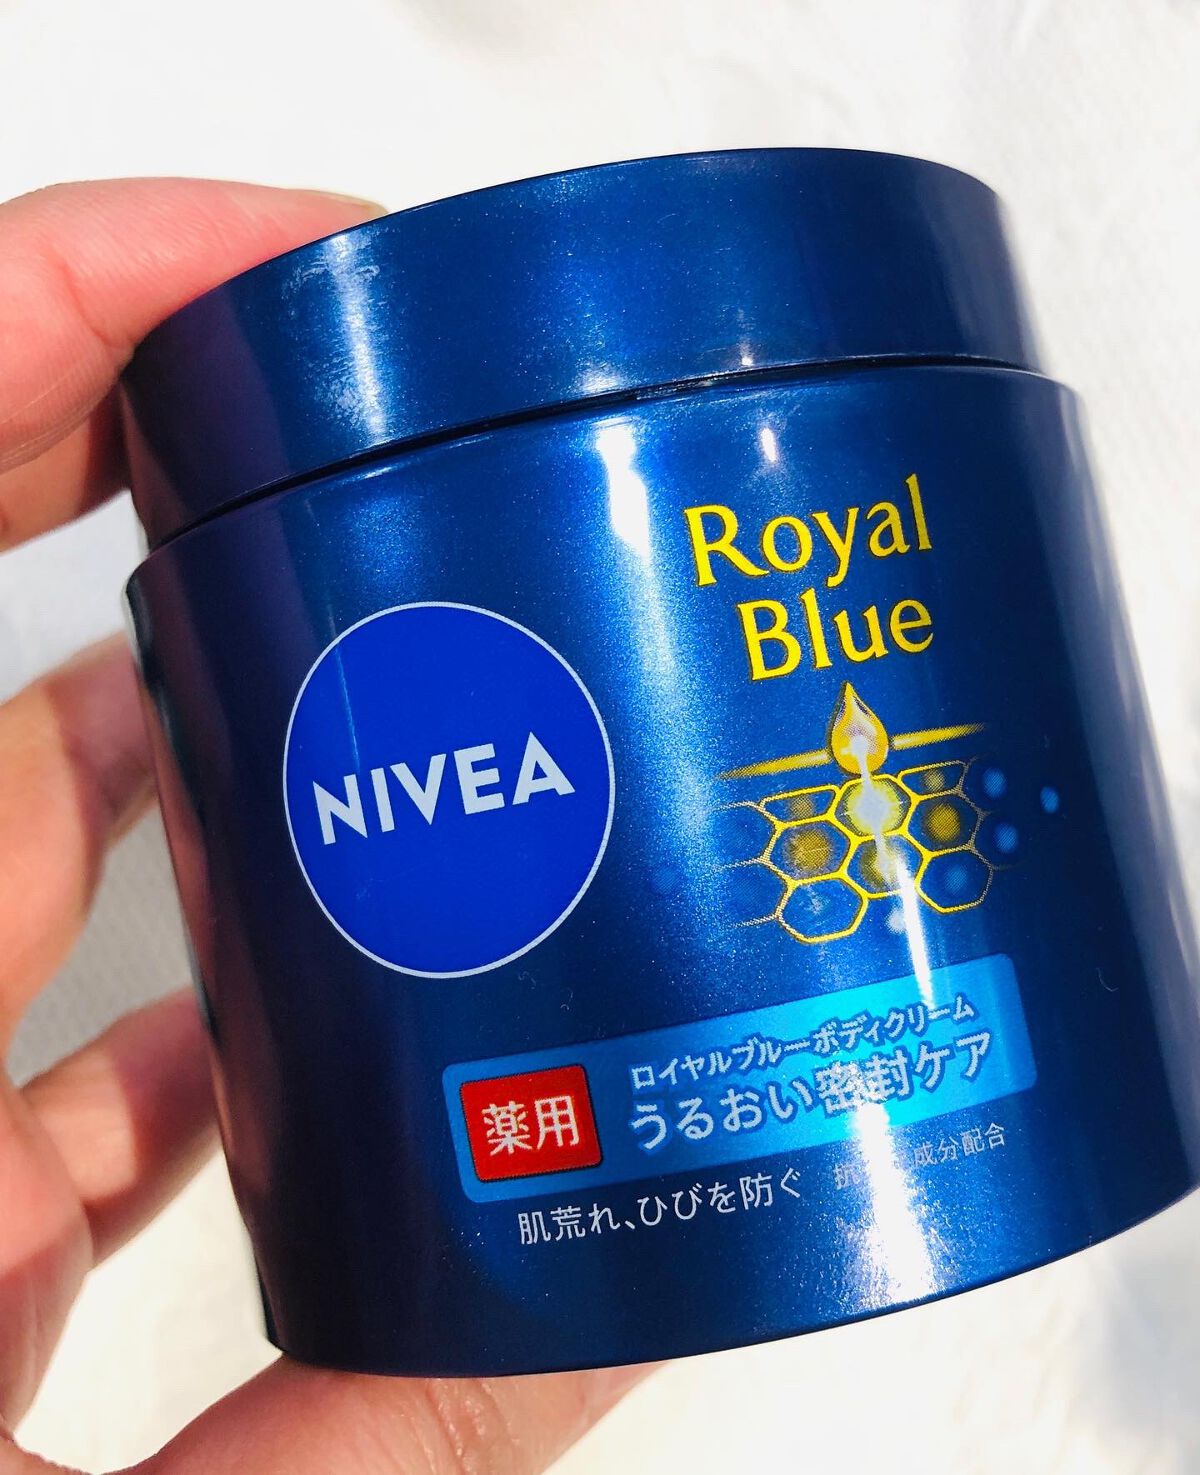 Royal
Blue
NIVEA
薬用
ロイヤルブルーボディクリーム
うるおい密封ケア
肌荒れ、ひびを防ぐ
成分配合